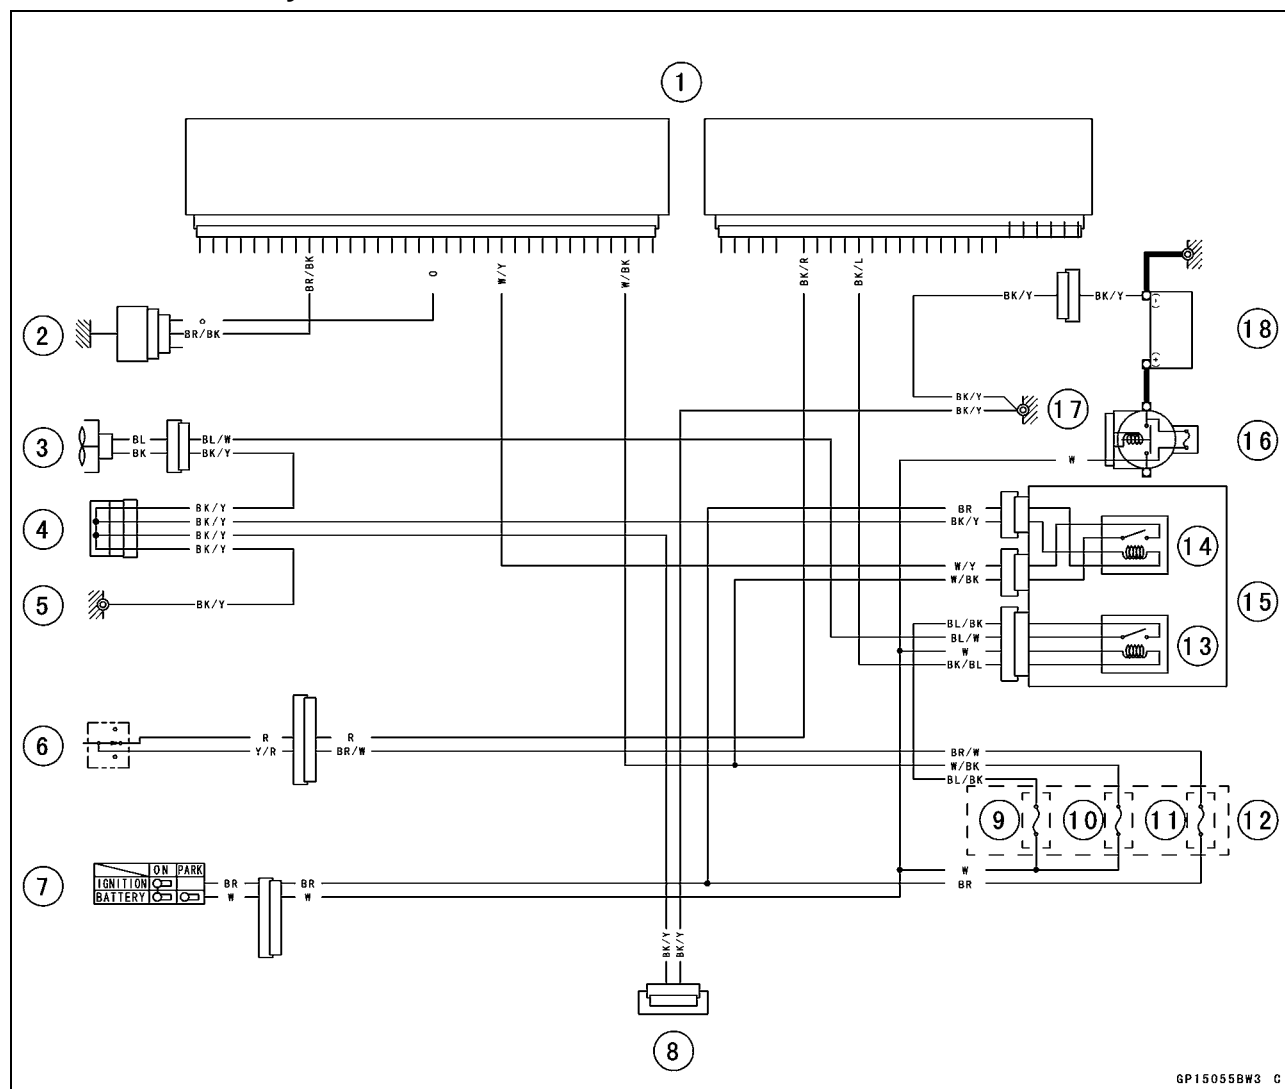 1
BR/BK
O
W/Y
W/BK
BK/R
BK/L
2
O
BR/BK
BK/Y
BK/Y
(-)
18
(+)
BK/Y
BK/Y
17
3
BL
BL/W
BK
BK/Y
W
16
4
BK/Y
BK/Y
BK/Y
BK/Y
BR
BK/Y
14
W/Y
W/BK
5
BK/Y
15
BL/BK
BL/W
W
BK/BL
13
6
R
R
Y/R
BR/W
BR/W
W/BK
BL/BK
9
10
11
12
7
ON PARK
IGNITION
BATTERY
BR
BR
W
W
W
BR
BK/Y
BK/Y
8
GP15055BW3 C